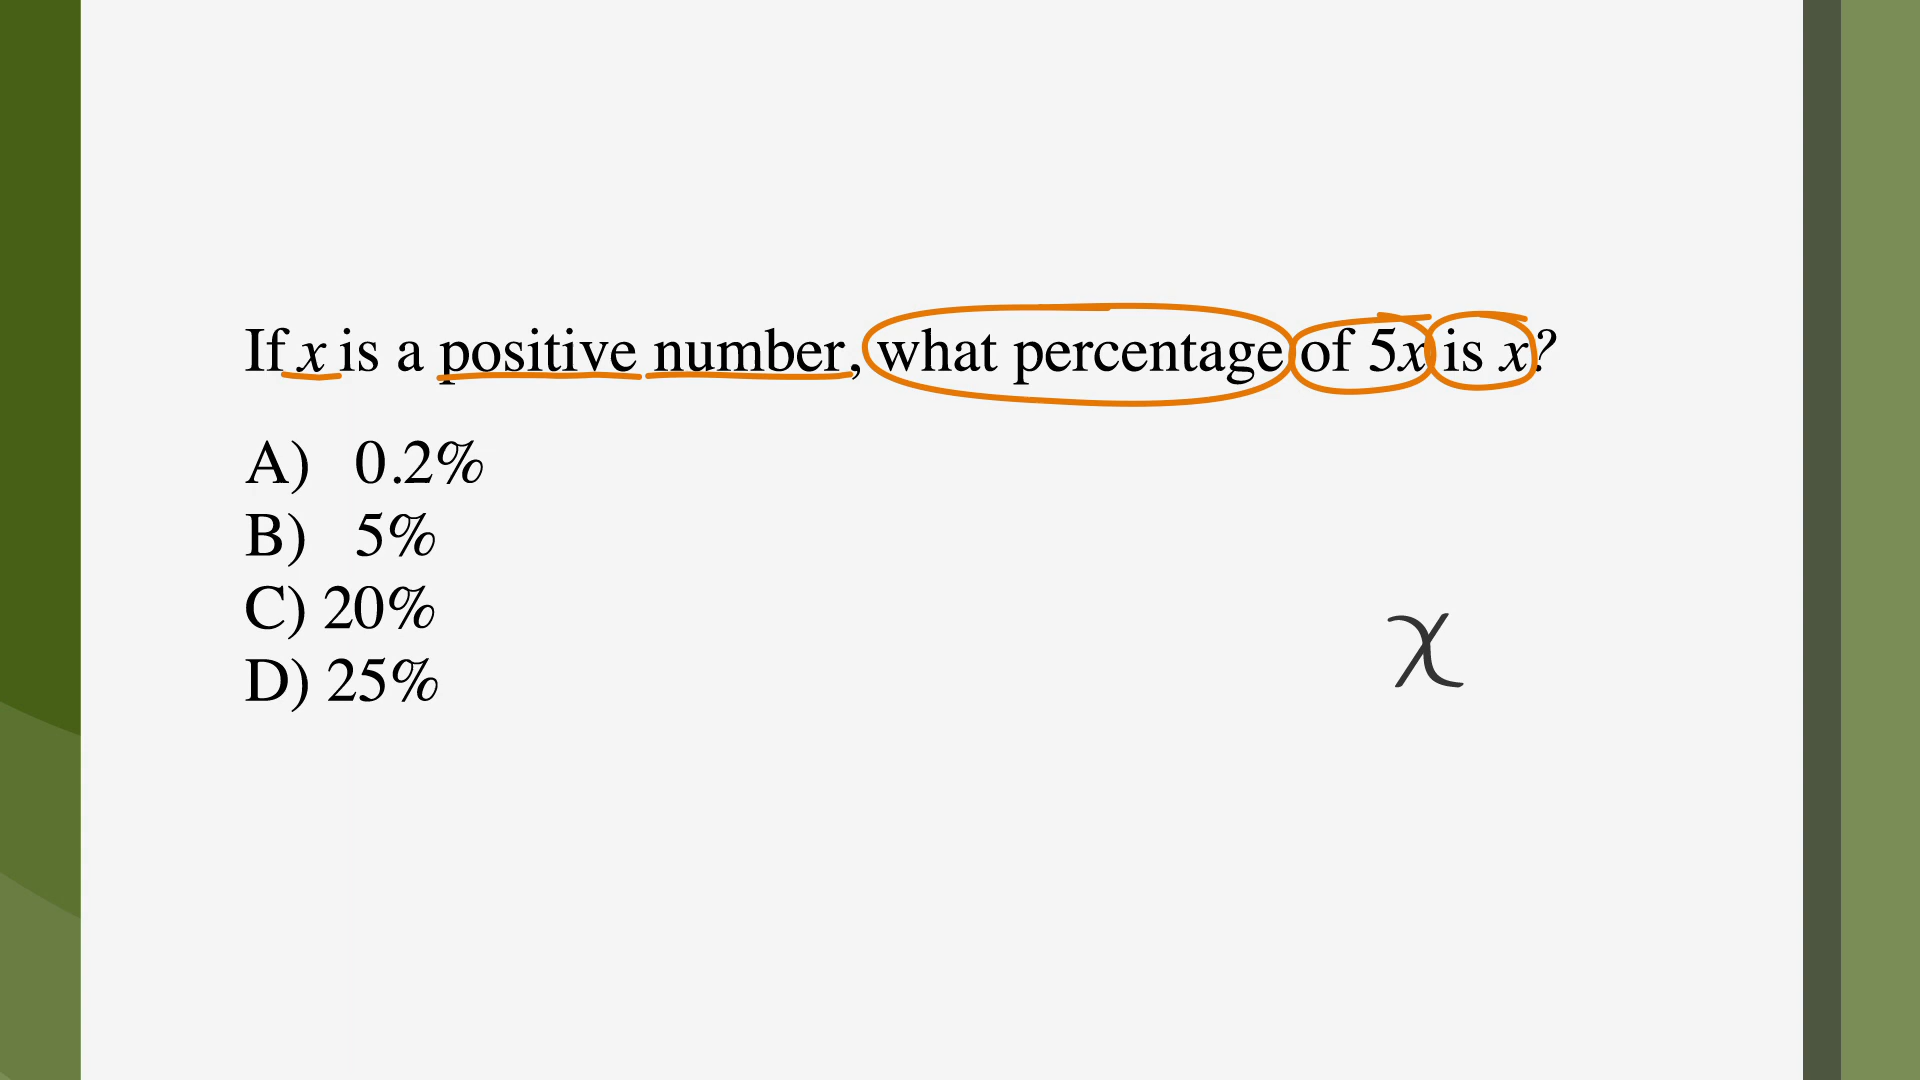 If x is a positive number, what percentage of 5x is x?
A) 0.2%
B) 5%
C) 20%
D) 25%
x